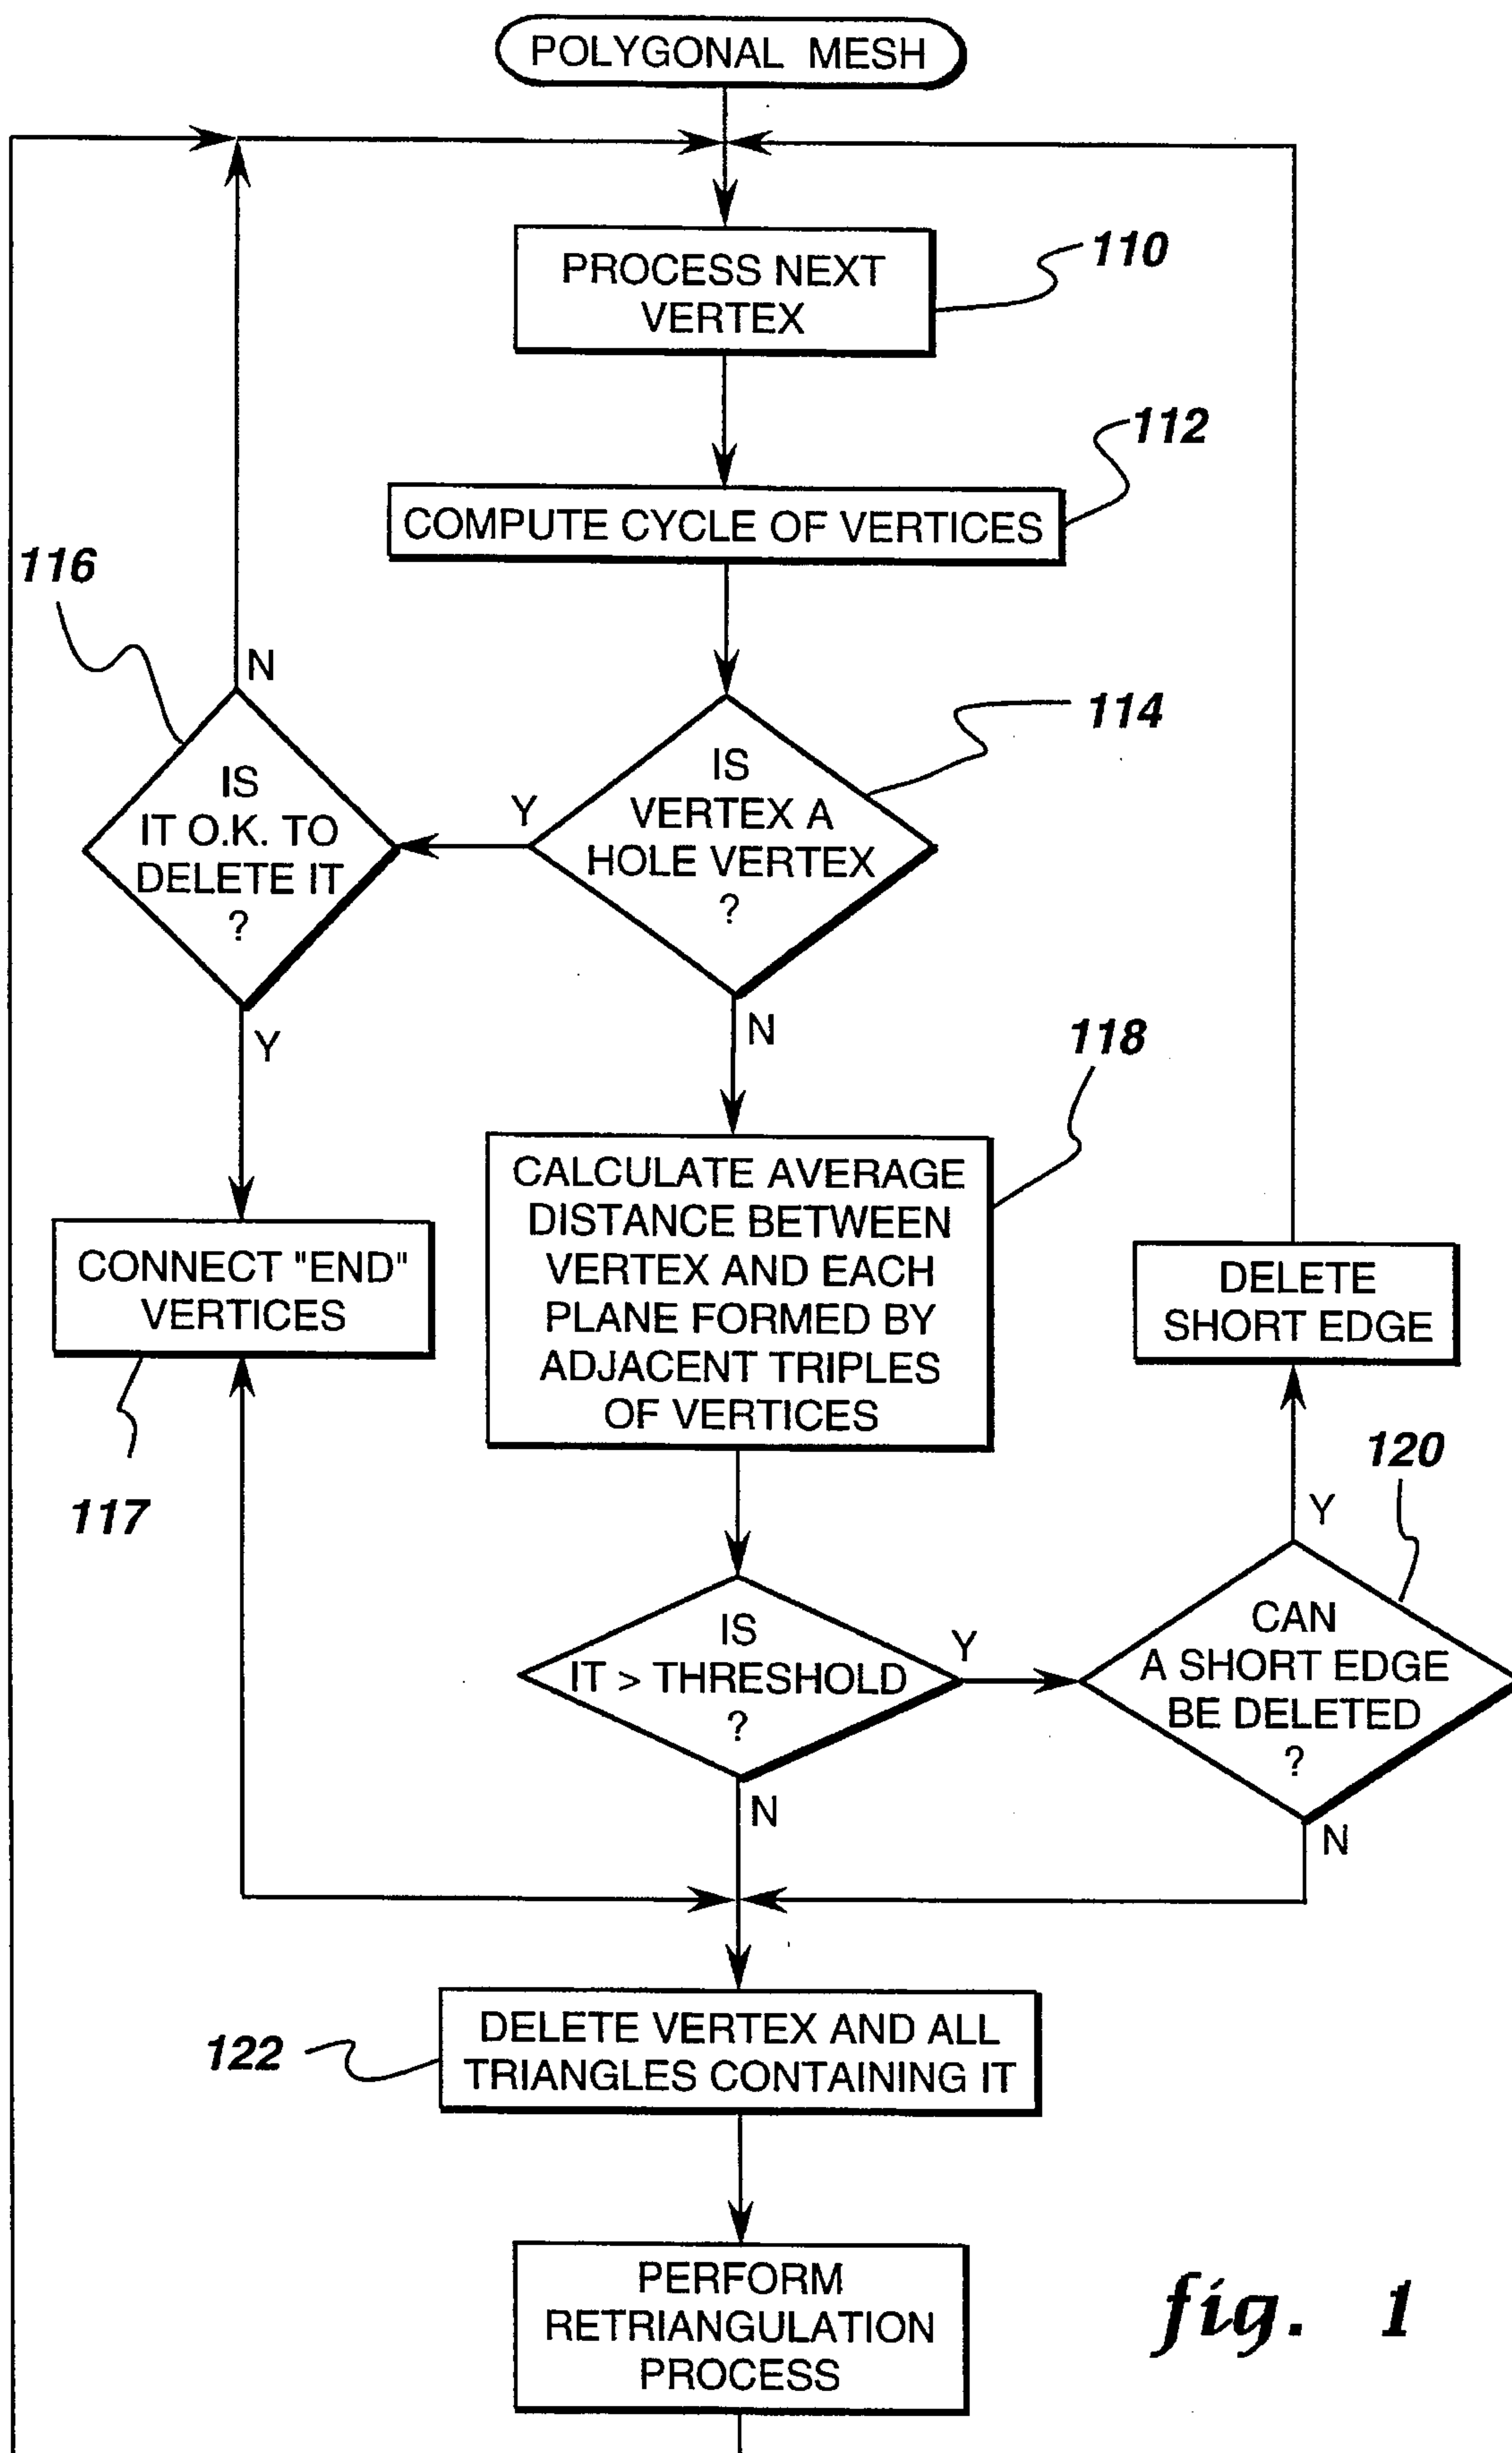 POLYGONAL MESH
PROCESS NEXT
VERTEX
110
COMPUTE CYCLE OF VERTICES
112
116
N
IS
IT O.K. TO
DELETE IT
?
Y
Y
IS
VERTEX A
HOLE VERTEX
?
114
N
118
CONNECT "END"
VERTICES
117
CALCULATE AVERAGE
DISTANCE BETWEEN
VERTEX AND EACH
PLANE FORMED BY
ADJACENT TRIPLES
OF VERTICES
DELETE
SHORT EDGE
120
Y
IS
IT > THRESHOLD
?
Y
N
CAN
A SHORT EDGE
BE DELETED
?
N
122
DELETE VERTEX AND ALL
TRIANGLES CONTAINING IT
PERFORM
RETRIANGULATION
PROCESS
fig. 1